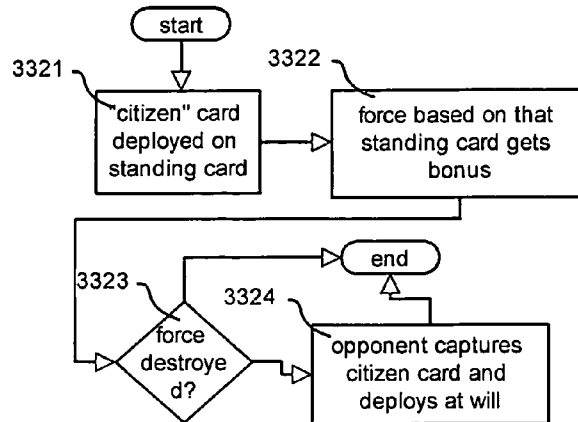 start
3321
3322
"citizen" card
deployed on
standing card
force based on that
standing card gets
bonus
3323
end
3324
force
destroye
d?
opponent captures
citizen card and
deploys at will